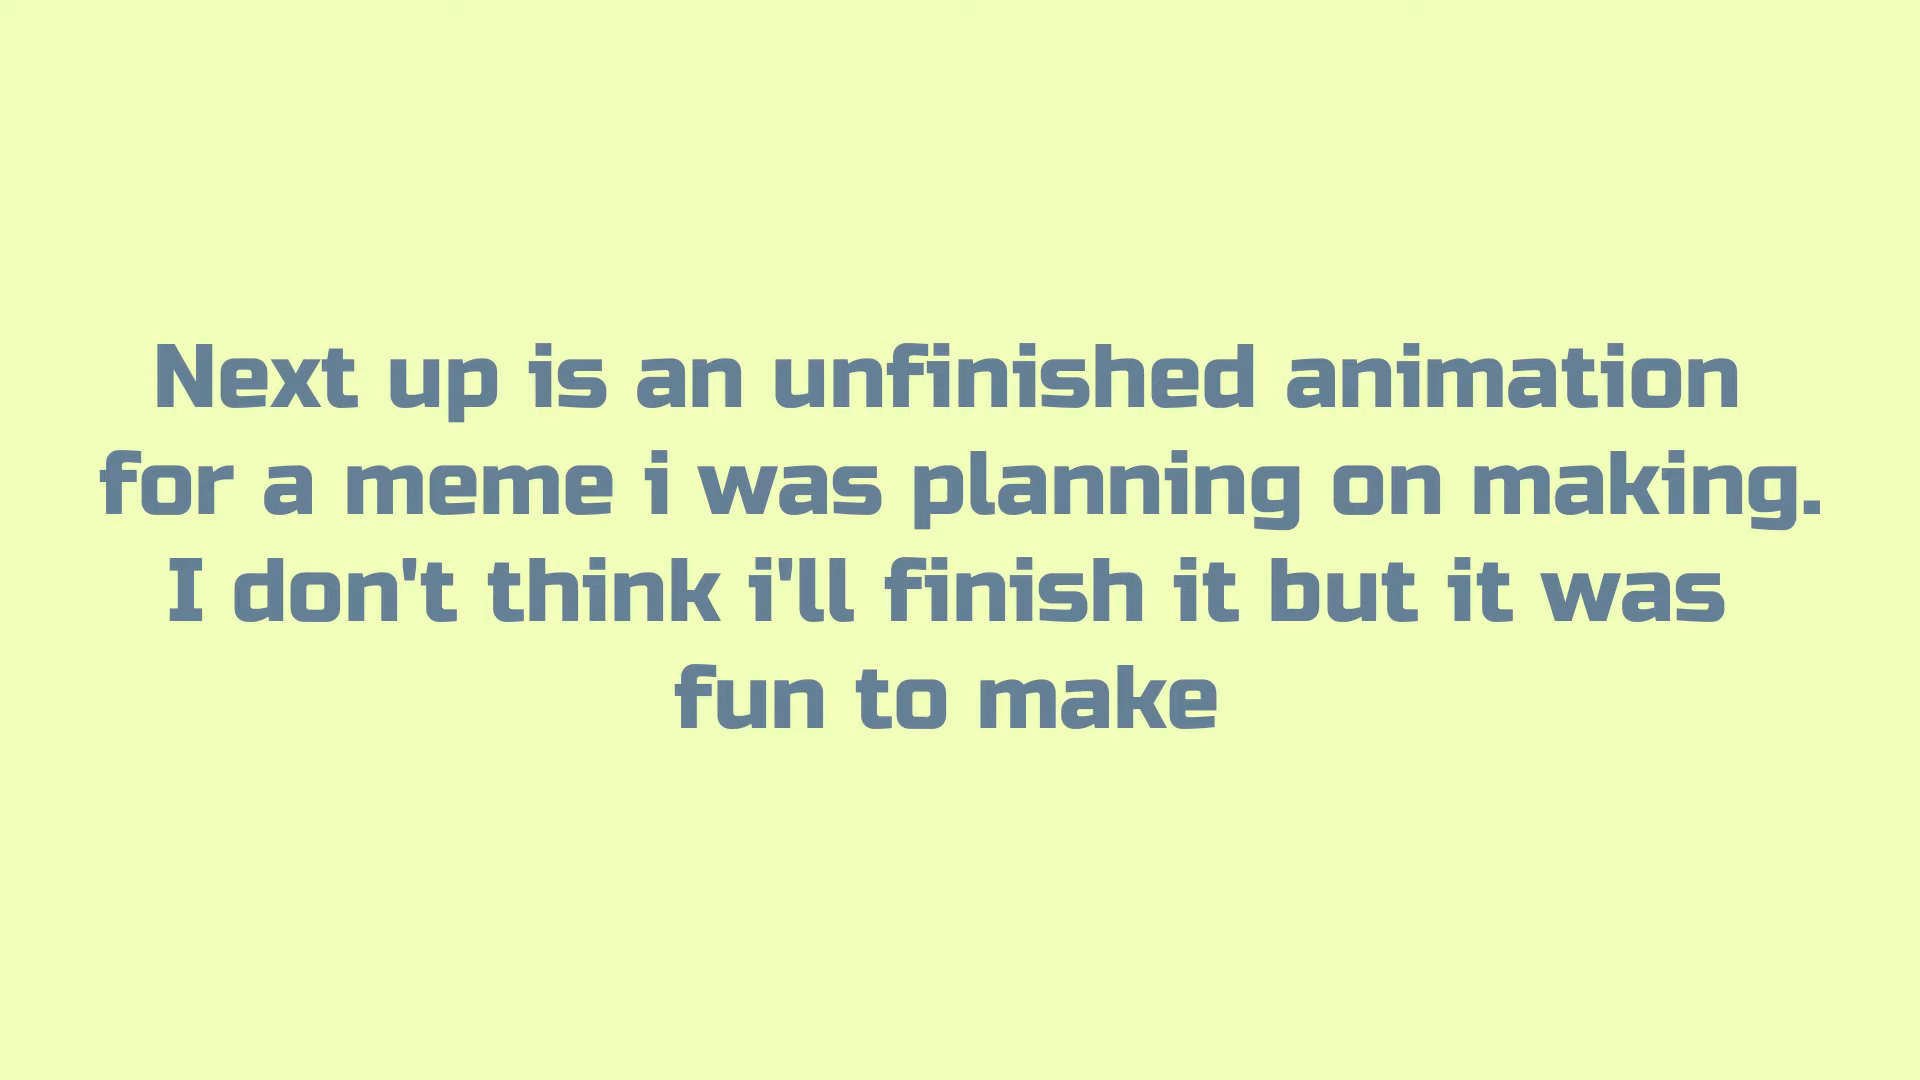 Next up is an unfinished animation
for a meme i was planning on making.
I don't think i'll finish it but it was
fun to make